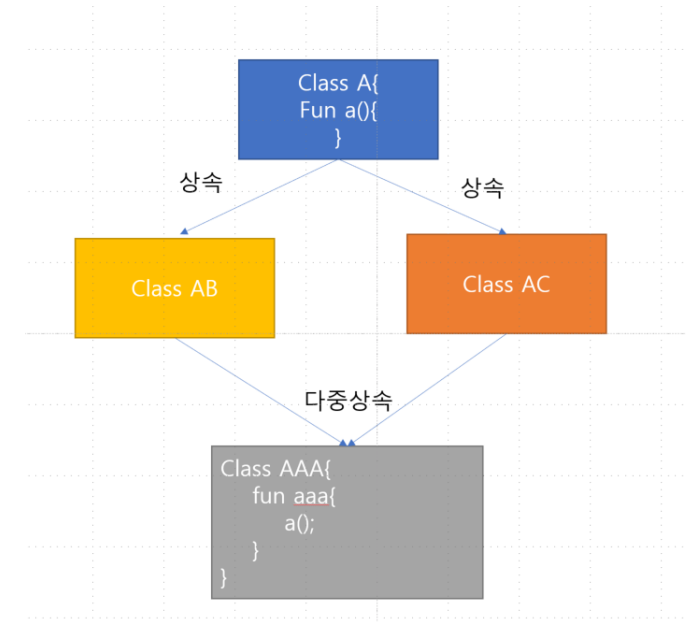 Class A{
Fun a(){
}
상속
상속
Class AB
Class AC
다중상속
Class AAA{
fun aaa{
a();
}
}